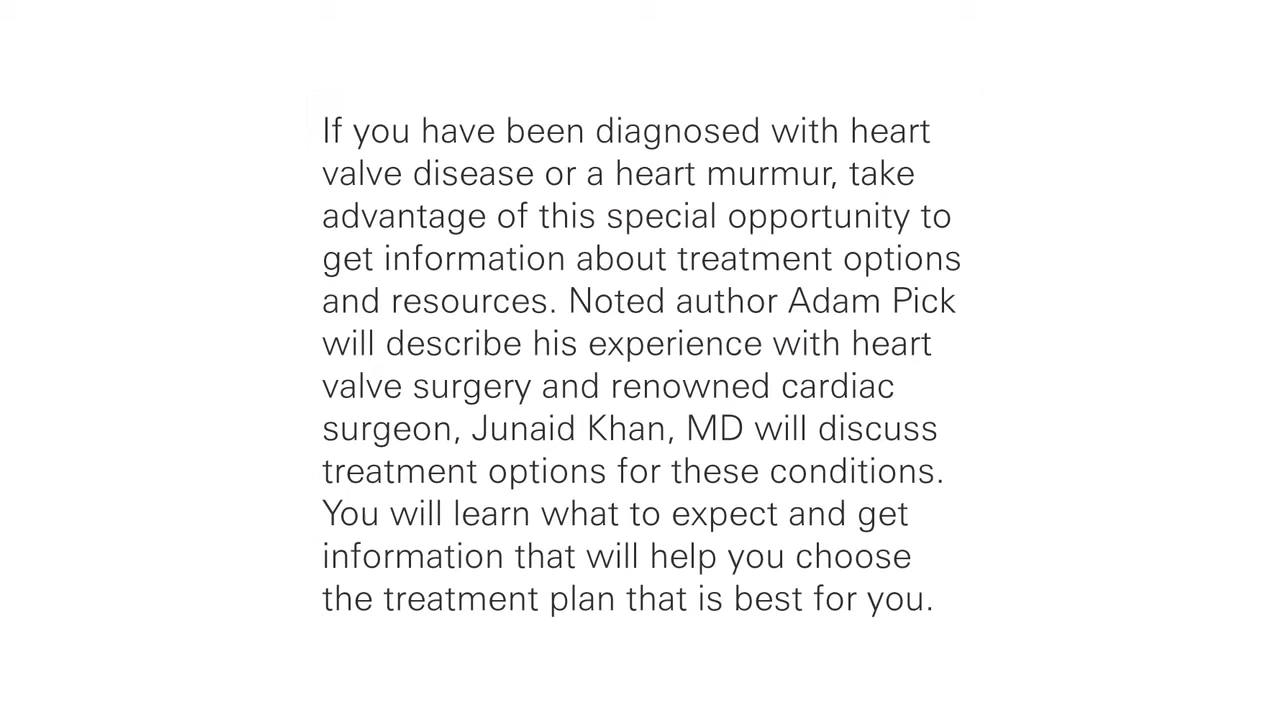 If you have been diagnosed with heart
valve disease or a heart murmur, take
advantage of this special opportunity to
get information about treatment options
and resources. Noted author Adam Pick
will describe his experience with heart
valve surgery and renowned cardiac
surgeon, Junaid Khan, MD will discuss
treatment options for these conditions.
You will learn what to expect and get
information that will help you choose
the treatment plan that is best for you.